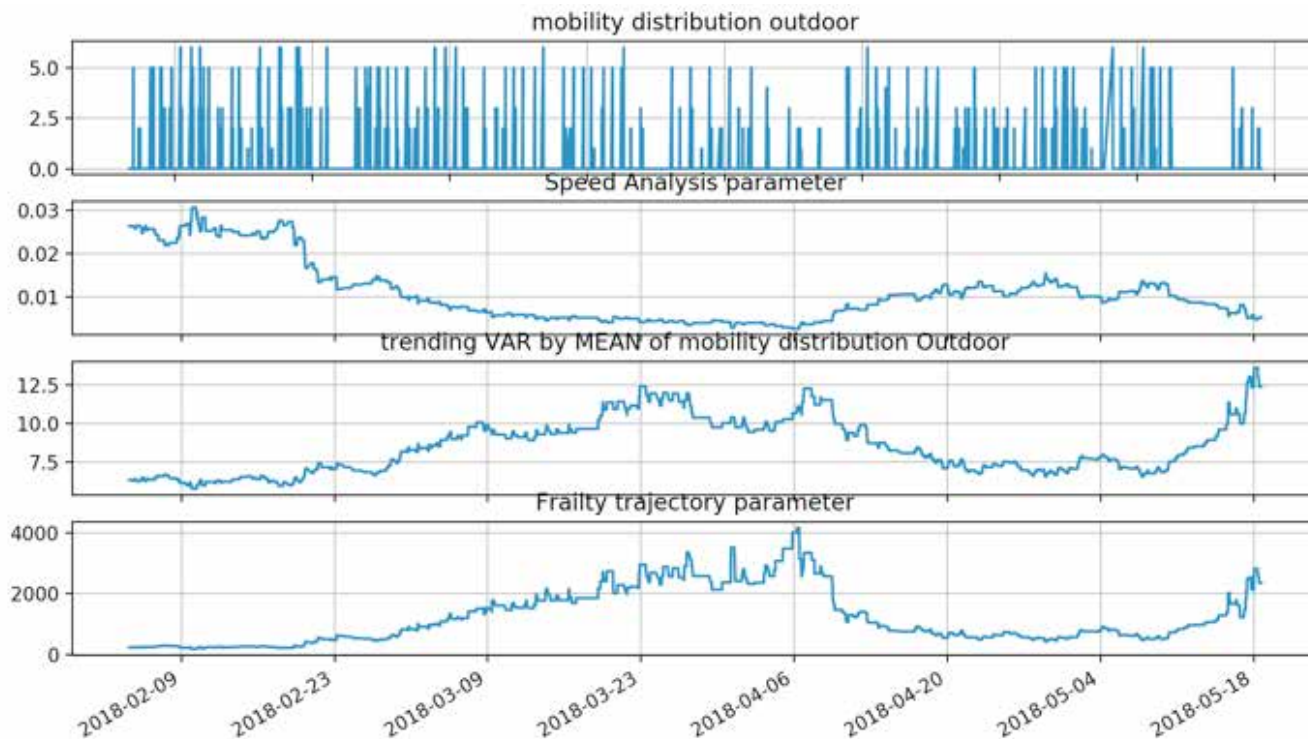 mobility distribution outdoor
5.0
2.5
0.0
Speed Analysis parameter
0.03
0.02
0.01
trending VAR by MEAN of mobility distribution Outdoor
12.5
10.0
7.5
Frailty trajectory parameter
4000
2000
0
2018-02-09 2018-02-23 2018-03-09 2018-03-23 2018-04-06 2018-04-20 2018-05-04 2018-05-18